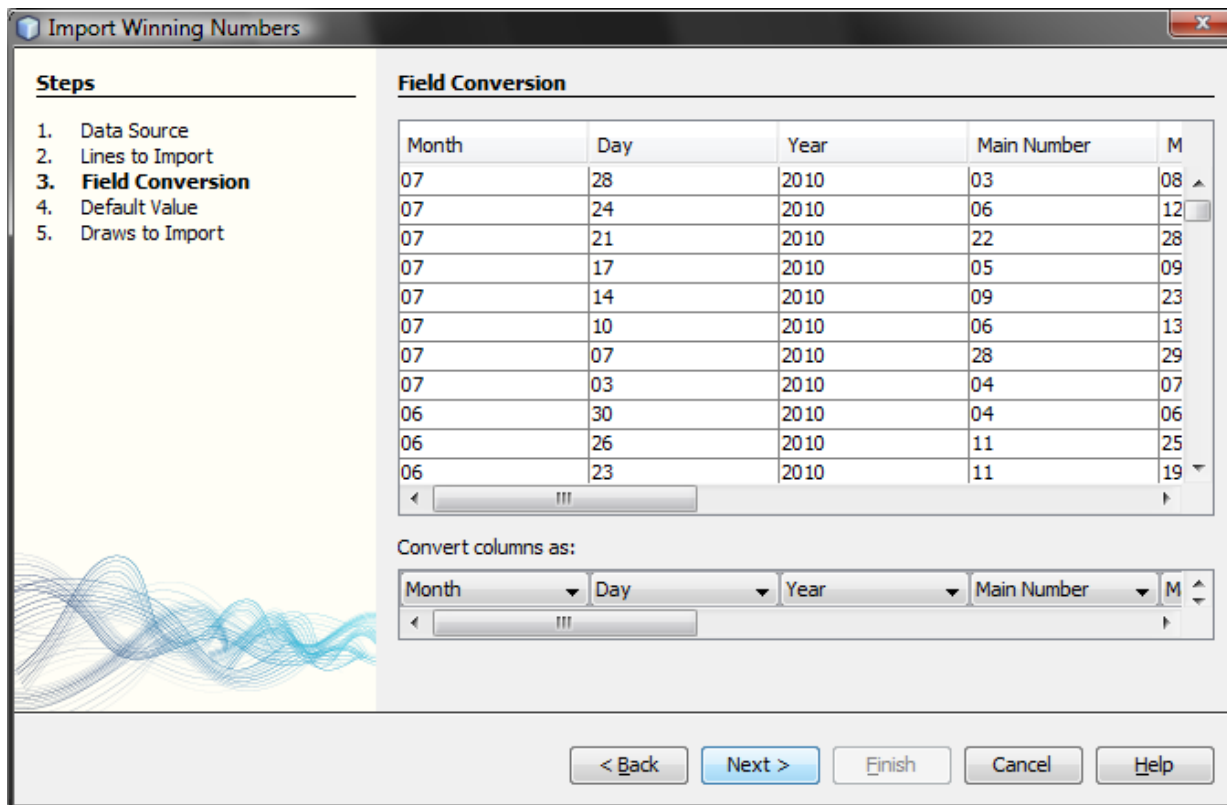 Import Winning Numbers
Steps
1. Data Source
2. Lines to Import
3. Field Conversion
4. Default Value
5. Draws to Import
Field Conversion
Month Day Year Main Number M
07 28 2010 03 08
07 24 2010 06 12
07 21 2010 22 28
07 17 2010 05 09
07 14 2010 09 23
07 10 2010 06 13
07 07 2010 28 29
07 03 2010 04 07
06 30 2010 04 06
06 26 2010 11 25
06 23 2010 11 19
Convert columns as:
Month Day Year Main Number M
< Back Next > Finish Cancel Help